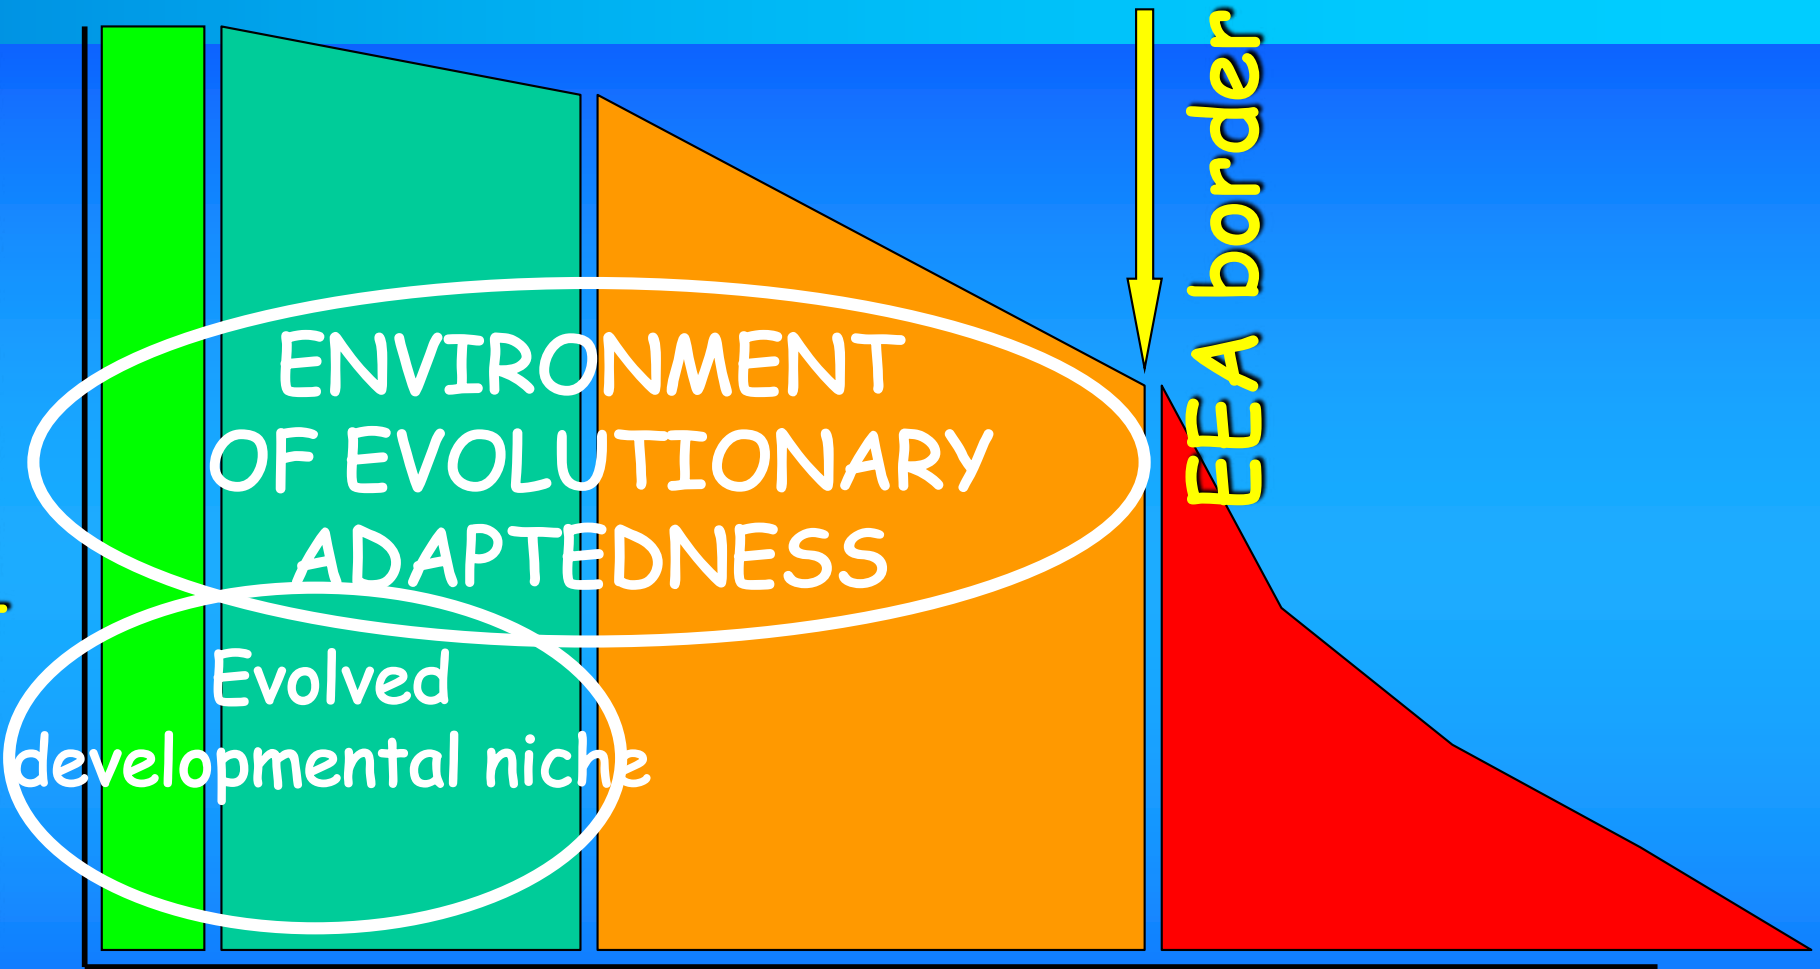 ENVIRONMENT
OF EVOLUTIONARY
ADAPTEDNESS
Evolved
developmental niche
EEA border